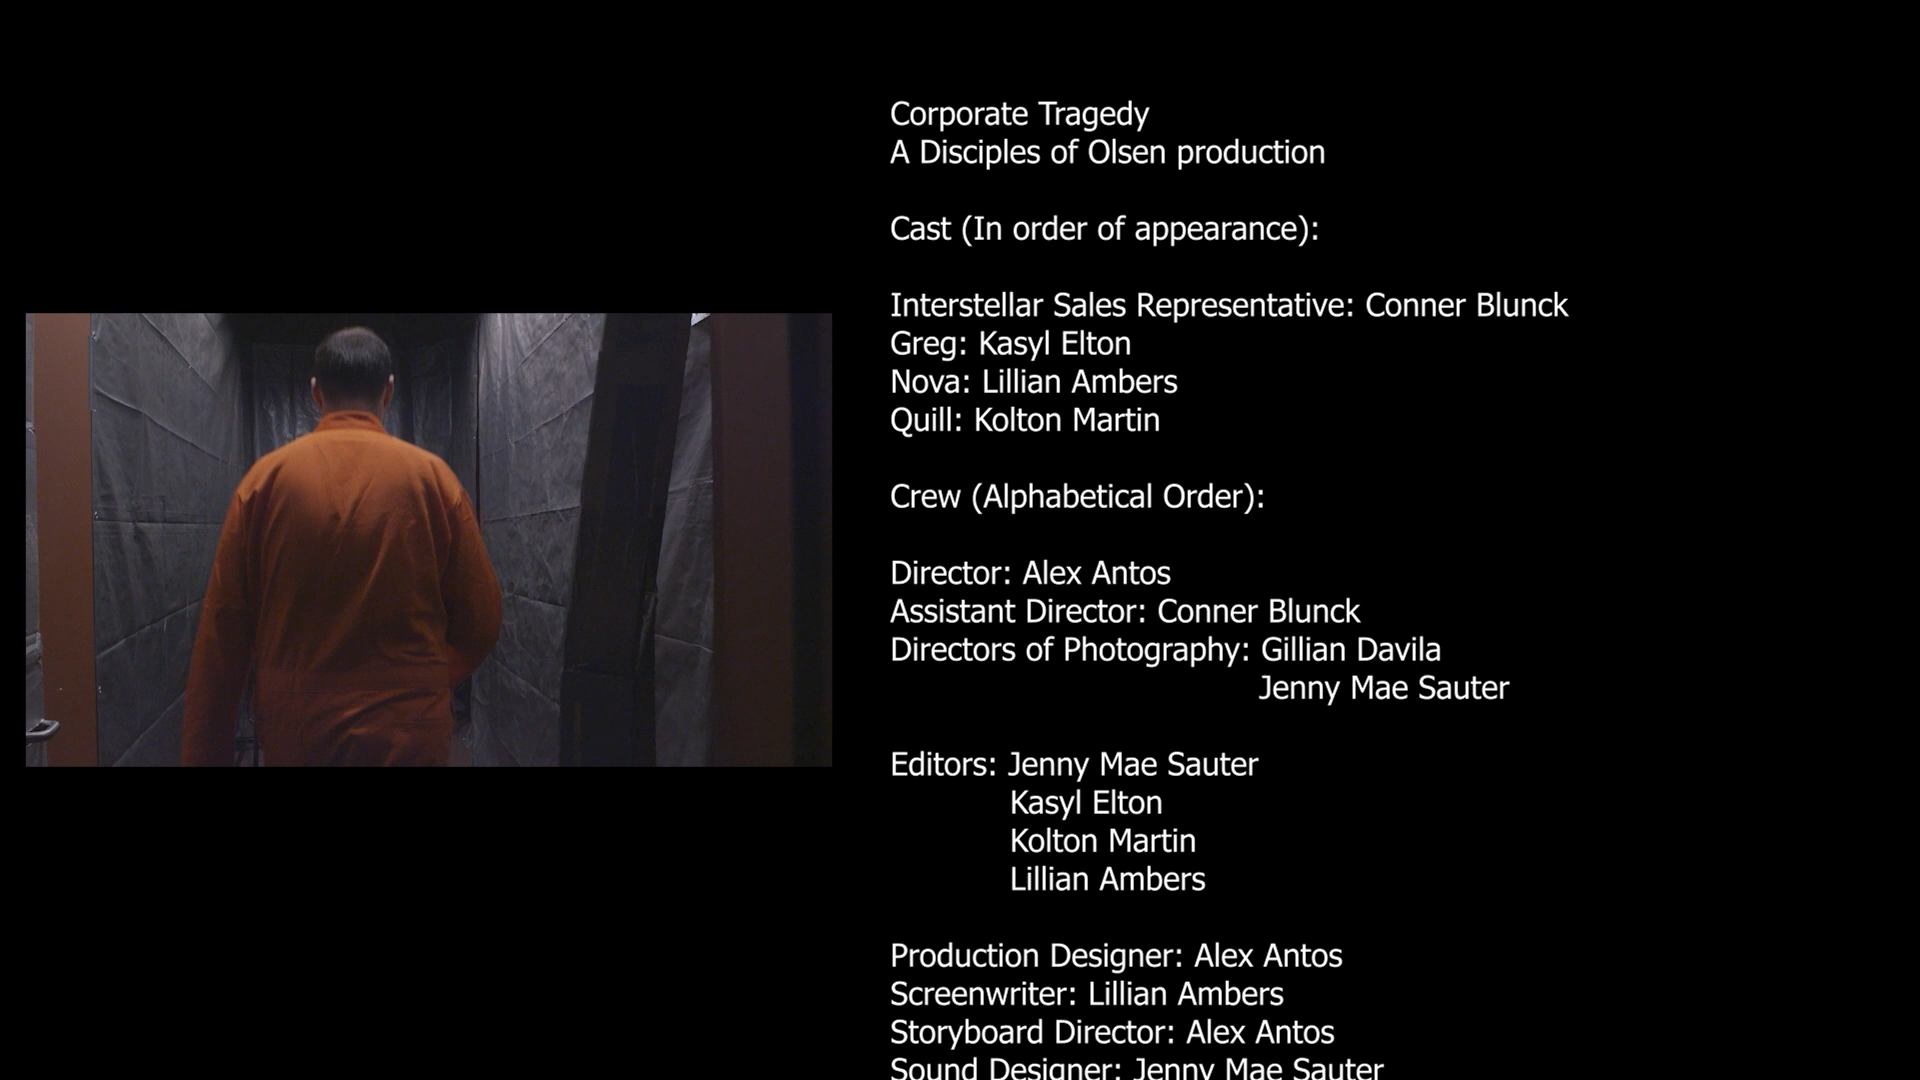 Corporate Tragedy
A Disciples of Olsen production
Cast (In order of appearance):
Interstellar Sales Representative: Conner Blunck
Greg: Kasyl Elton
Nova: Lillian Ambers
Quill: Kolton Martin
Crew (Alphabetical Order):
Director: Alex Antos
Assistant Director: Conner Blunck
Directors of Photography: Gillian Davila
Jenny Mae Sauter
Editors: Jenny Mae Sauter
Kasyl Elton
Kolton Martin
Lillian Ambers
Production Designer: Alex Antos
Screenwriter: Lillian Ambers
Storyboard Director: Alex Antos
Sound Designer: Jenny Mae Sauter